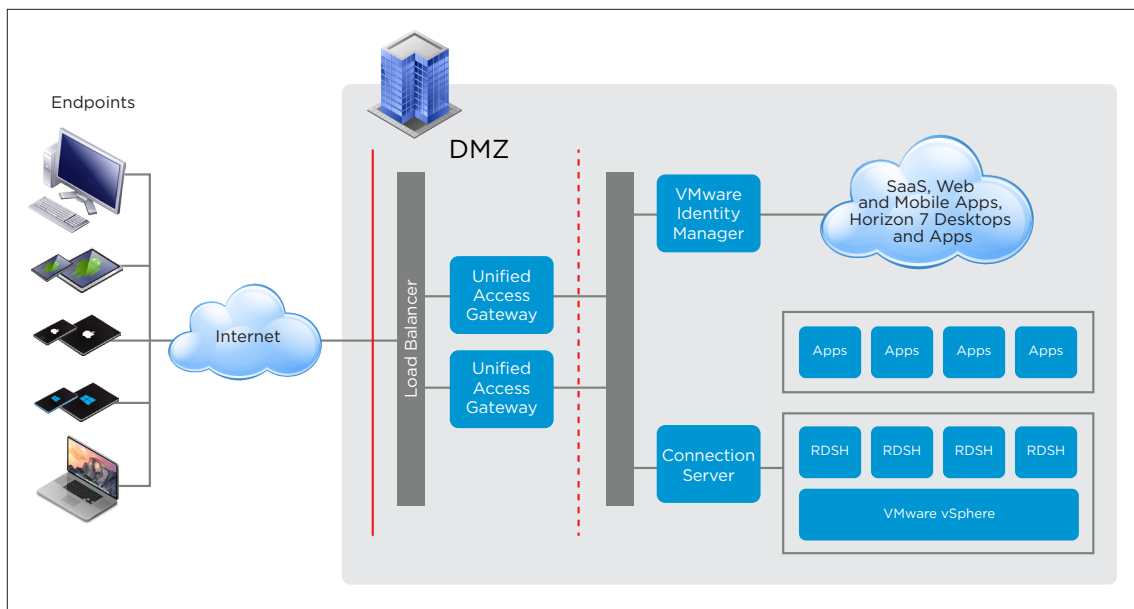 Endpoints
DMZ
Internet
Load Balancer
Unified
Access
Gateway
Unified
Access
Gateway
VMware
Identity
Manager
SaaS, Web
and Mobile Apps,
Horizon 7 Desktops
and Apps
Apps
Apps
Apps
Apps
Connection
Server
RDSH
RDSH
RDSH
RDSH
VMware vSphere